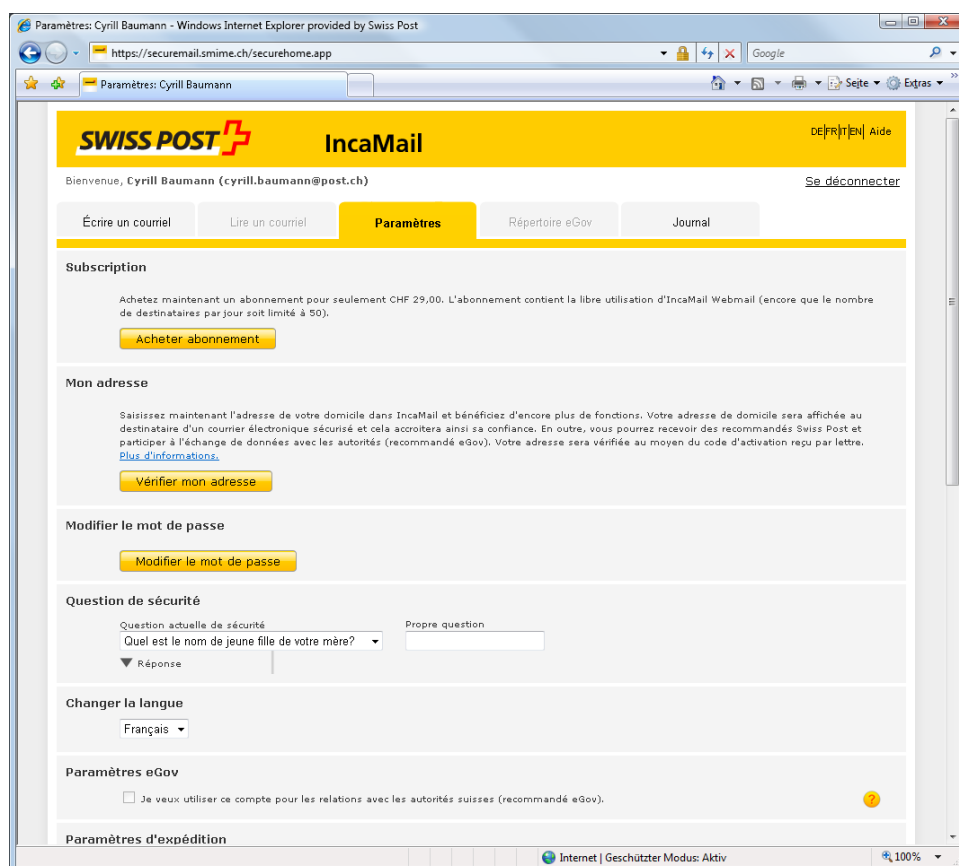 Paramètres: Cyrill Baumann - Windows Internet Explorer provided by Swiss Post
https://securemail.smime.ch/securehome.app
Google
Paramètres: Cyrill Baumann
Seite
Extras
SWISS POST
IncaMail
DE|FR|IT|EN| Aide
Bienvenue, Cyrill Baumann (cyrill.baumann@post.ch)
Se déconnecter
Écrire un courriel
Lire un courriel
Paramètres
Répertoire eGov
Journal
Subscription
Achetez maintenant un abonnement pour seulement CHF 29,00. L'abonnement contient la libre utilisation d'IncaMail Webmail (encore que le nombre
de destinataires par jour soit limité à 50).
Acheter abonnement
Mon adresse
Saisissez maintenant l'adresse de votre domicile dans IncaMail et bénéficiez d'encore plus de fonctions. Votre adresse de domicile sera affichée au
destinataire d'un courrier électronique sécurisé et cela accroitera ainsi sa confiance. En outre, vous pourrez recevoir des recommandés Swiss Post et
participer à l'échange de données avec les autorités (recommandé eGov). Votre adresse sera vérifiée au moyen du code d'activation reçu par lettre.
Plus d'informations.
Vérifier mon adresse
Modifier le mot de passe
Modifier le mot de passe
Question de sécurité
Question actuelle de sécurité
Propre question
Quel est le nom de jeune fille de votre mère?
Réponse
Changer la langue
Français
Paramètres eGov
Je veux utiliser ce compte pour les relations avec les autorités suisses (recommandé eGov).
?
Paramètres d'expédition
Internet | Geschützter Modus: Aktiv
100%